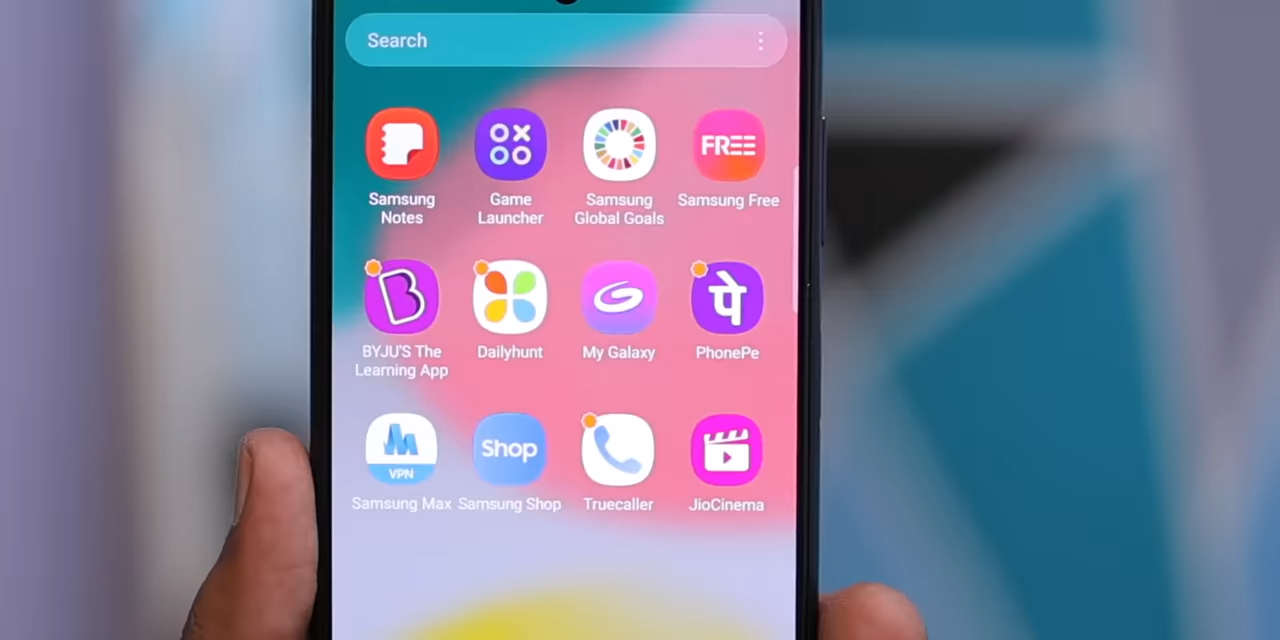 Search
FREE
Samsung
Notes
Game
Launcher
Samsung
Global Goals
Samsung Free
B
पे
BYJU'S The
Learning App
Dailyhunt
My Galaxy
PhonePe
VPN
Shop
Samsung Max
Samsung Shop
Truecaller
JioCinema